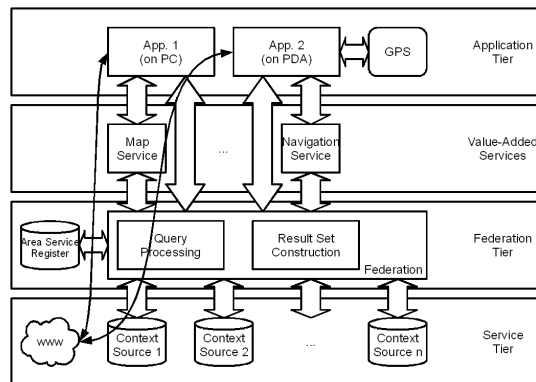 App. 1
(on PC)
App. 2
(on PDA)
GPS
Application
Tier
Map
Service
...
Navigation
Service
Value-Added
Services
Area Service
Register
Query
Processing
Result Set
Construction
Federation
Federation
Tier
www
Context
Source 1
Context
Source 2
...
Context
Source n
Service
Tier